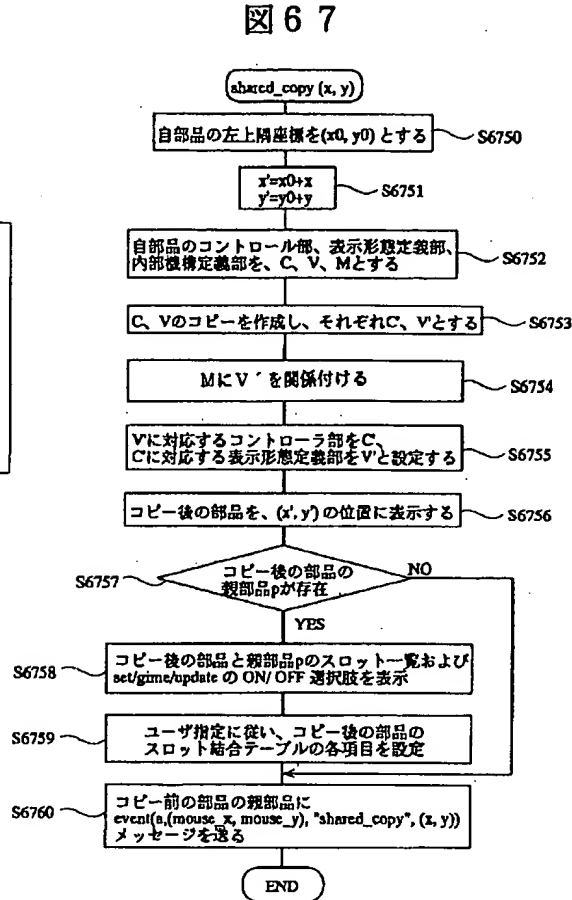 図67
shared_copy (x, y)
自部品の左上隅座標を(x0, y0) とする
S6750
x'=x0+x
y'=y0+y
S6751
自部品のコントロール部、表示形態定義部、
内部機構定義部を、C、V、Mとする
S6752
C、Vのコピーを作成し、それぞれC'、V'とする
S6753
MにV´を関係付ける
S6754
V'に対応するコントローラ部をC'、
C'に対応する表示形態定義部をV'と設定する
S6755
コピー後の部品を、(x', y') の位置に表示する
S6756
コピー後の部品の
親部品pが存在
S6757
NO
YES
コピー後の部品と親部品pのスロット一覧および
set/gime/update の ON/ OFF 選択肢を表示
S6758
ユーザ指定に従い、コピー後の部品の
スロット結合テーブルの各項目を設定
S6759
コピー前の部品の親部品に
event(a,(mouse_x, mouse_y), "shared_copy", (x, y))
メッセージを送る
S6760
END